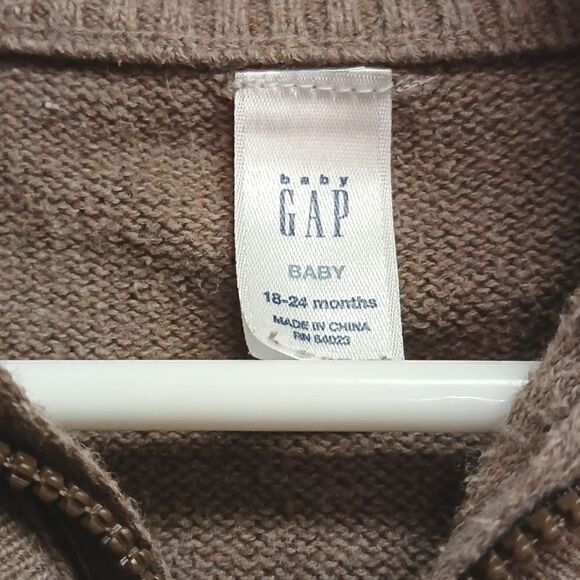 baby
GAP
BABY
18-24 months
MADE IN CHINA
RN 54023